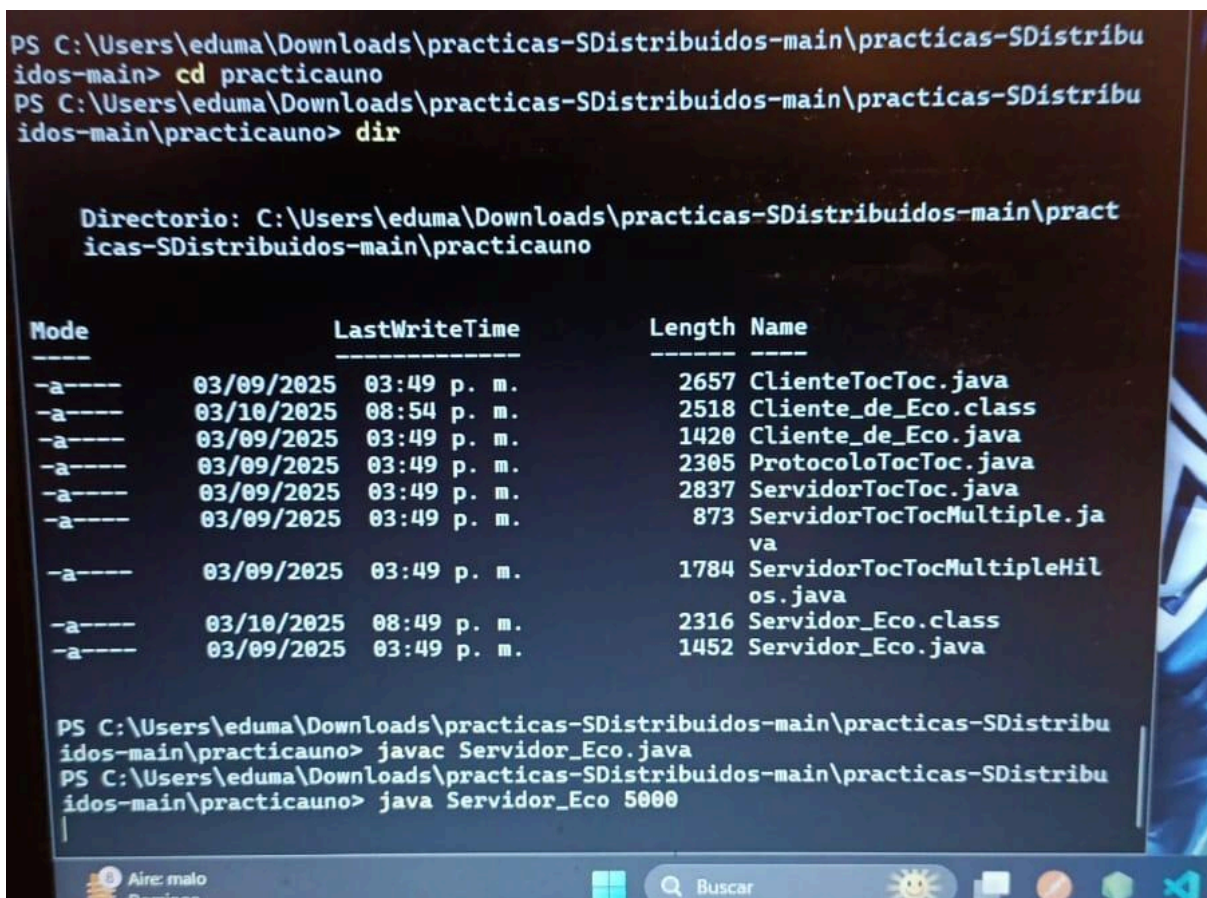 PS C:\Users\eduma\Downloads\practicas-SDistribuidos-main\practicas-SDistribu
idos-main> cd practicauno
PS C:\Users\eduma\Downloads\practicas-SDistribuidos-main\practicas-SDistribu
idos-main\practicauno> dir
Directorio: C:\Users\eduma\Downloads\practicas-SDistribuidos-main\pract
icas-SDistribuidos-main\practicauno
Mode LastWriteTime Length Name
---- ------------- ------ ----
-a---- 03/09/2025 03:49 p. m. 2657 ClienteTocToc.java
-a---- 03/10/2025 08:54 p. m. 2518 Cliente_de_Eco.class
-a---- 03/09/2025 03:49 p. m. 1420 Cliente_de_Eco.java
-a---- 03/09/2025 03:49 p. m. 2305 ProtocoloTocToc.java
-a---- 03/09/2025 03:49 p. m. 2837 ServidorTocToc.java
-a---- 03/09/2025 03:49 p. m. 873 ServidorTocTocMultiple.ja
va
-a---- 03/09/2025 03:49 p. m. 1784 ServidorTocTocMultipleHil
os.java
-a---- 03/10/2025 08:49 p. m. 2316 Servidor_Eco.class
-a---- 03/09/2025 03:49 p. m. 1452 Servidor_Eco.java
PS C:\Users\eduma\Downloads\practicas-SDistribuidos-main\practicas-SDistribu
idos-main\practicauno> javac Servidor_Eco.java
PS C:\Users\eduma\Downloads\practicas-SDistribuidos-main\practicas-SDistribu
idos-main\practicauno> java Servidor_Eco 5000
8 Aire: malo
Buscar